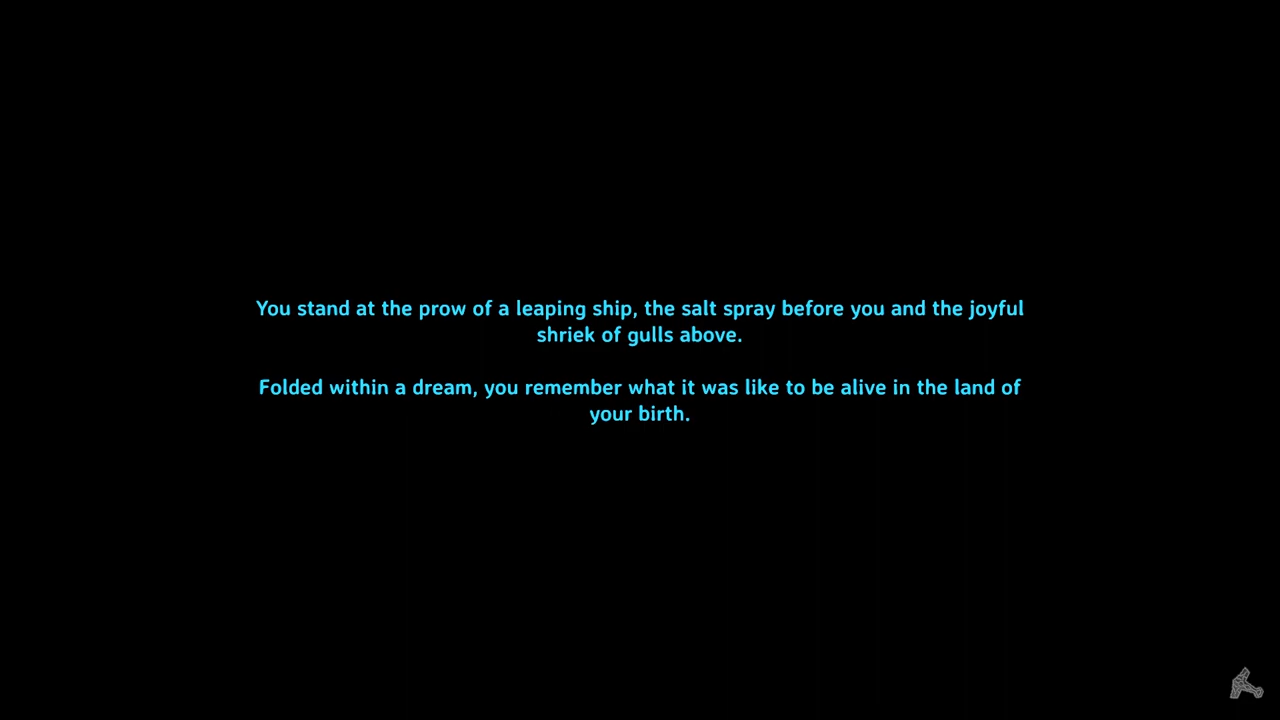 You stand at the prow of a leaping ship, the salt spray before you and the joyful
shriek of gulls above.
Folded within a dream, you remember what it was like to be alive in the land of
your birth.